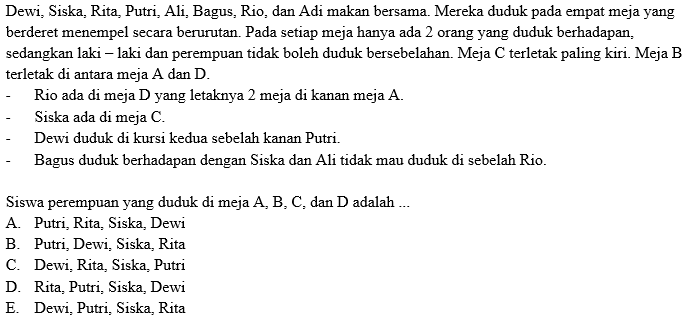 Dewi, Siska, Rita, Putri, Ali, Bagus, Rio, dan Adi makan bersama. Mereka duduk pada empat meja yang
berderet menempel secara berurutan. Pada setiap meja hanya ada 2 orang yang duduk berhadapan,
sedangkan laki – laki dan perempuan tidak boleh duduk bersebelahan. Meja C terletak paling kiri. Meja B
terletak di antara meja A dan D.
- Rio ada di meja D yang letaknya 2 meja di kanan meja A.
- Siska ada di meja C.
- Dewi duduk di kursi kedua sebelah kanan Putri.
- Bagus duduk berhadapan dengan Siska dan Ali tidak mau duduk di sebelah Rio.
Siswa perempuan yang duduk di meja A, B, C, dan D adalah ...
A. Putri, Rita, Siska, Dewi
B. Putri, Dewi, Siska, Rita
C. Dewi, Rita, Siska, Putri
D. Rita, Putri, Siska, Dewi
E. Dewi, Putri, Siska, Rita